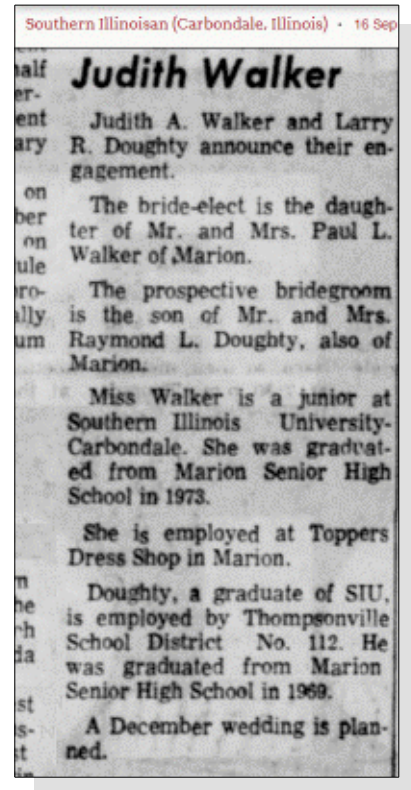 Southern Illinoisan (Carbondale, Illinois) · 16 Sep
Judith Walker
Judith A. Walker and Larry
R. Doughty announce their en-
gagement.
The bride-elect is the daugh-
ter of Mr. and Mrs. Paul L.
Walker of Marion.
The prospective bridegroom
is the son of Mr. and Mrs.
Raymond L. Doughty, also of
Marion.
Miss Walker is a junior at
Southern Illinois University-
Carbondale. She was graduat-
ed from Marion Senior High
School in 1973.
She is employed at Toppers
Dress Shop in Marion.
Doughty, a graduate of SIU,
is employed by Thompsonville
School District No. 112. He
was graduated from Marion
Senior High School in 1969.
A December wedding is plan-
ned.